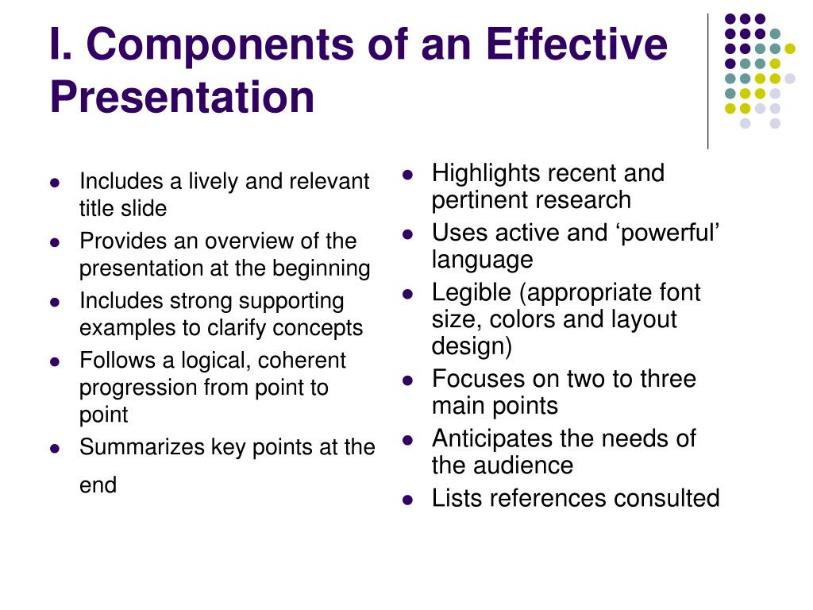 I. Components of an Effective
Presentation
Includes a lively and relevant
title slide
Provides an overview of the
presentation at the beginning
Includes strong supporting
examples to clarify concepts
Follows a logical, coherent
progression from point to
point
Summarizes key points at the
end
Highlights recent and
pertinent research
Uses active and ‘powerful’
language
Legible (appropriate font
size, colors and layout
design)
Focuses on two to three
main points
Anticipates the needs of
the audience
Lists references consulted